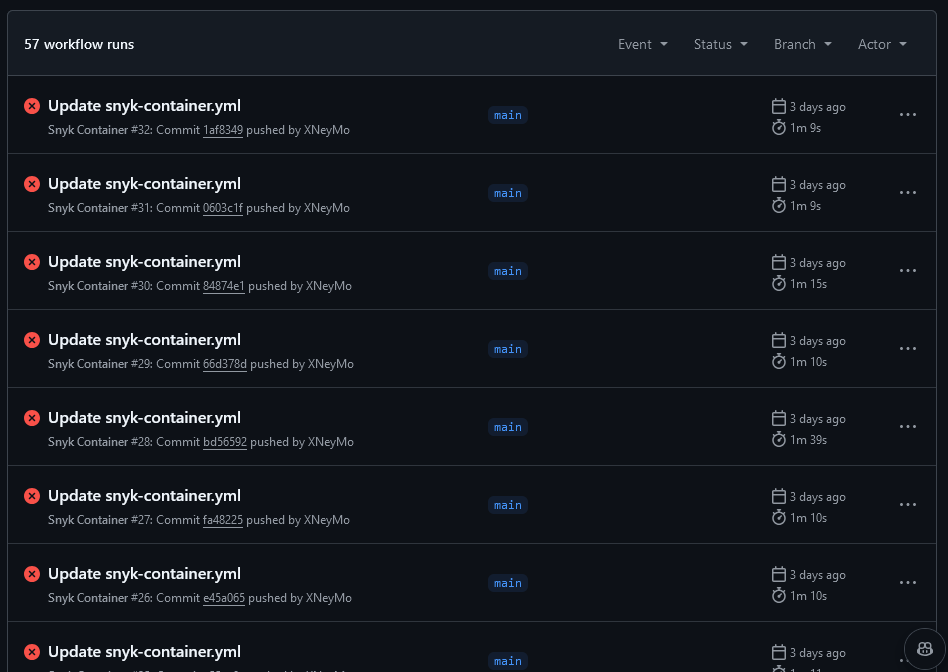 57 workflow runs
Event Status Branch Actor
Update snyk-container.yml
Snyk Container #32: Commit 1af8349 pushed by XNeyMo
main
3 days ago
1m 9s
Update snyk-container.yml
Snyk Container #31: Commit 0603c1f pushed by XNeyMo
main
3 days ago
1m 9s
Update snyk-container.yml
Snyk Container #30: Commit 84874e1 pushed by XNeyMo
main
3 days ago
1m 15s
Update snyk-container.yml
Snyk Container #29: Commit 66d378d pushed by XNeyMo
main
3 days ago
1m 10s
Update snyk-container.yml
Snyk Container #28: Commit bd56592 pushed by XNeyMo
main
3 days ago
1m 39s
Update snyk-container.yml
Snyk Container #27: Commit fa48225 pushed by XNeyMo
main
3 days ago
1m 10s
Update snyk-container.yml
Snyk Container #26: Commit e45a065 pushed by XNeyMo
main
3 days ago
1m 10s
Update snyk-container.yml
main
3 days ago